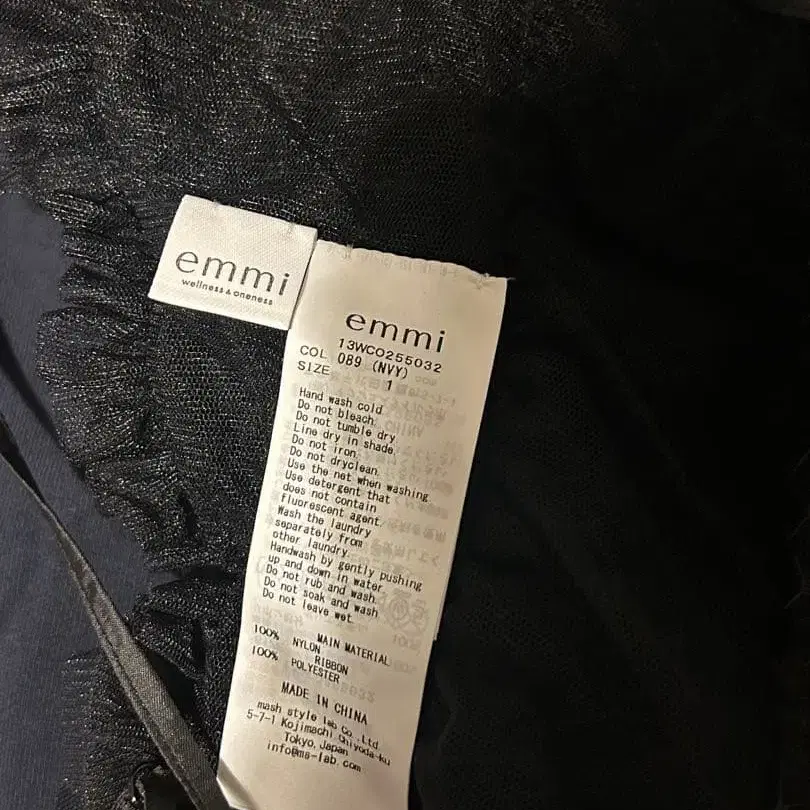 emmi
wellness & oneness
emmi
13WCO255032
COL 089 (NVY)
SIZE 1
Hand wash cold
Do not bleach
Do not tumble dry
Line dry in shade
Do not iron
Do not dryclean
Use the net when washing
Use detergent that
does not contain
fluorescent agent
Wash the laundry
separately from
other laundry
Handwash by gently pushing
up and down in water
Do not rub and wash
Do not soak and wash
Do not leave wet
MAIN MATERIAL
100% NYLON
RIBBON
100% POLYESTER
MADE IN CHINA
mash style lab Co.,Ltd.
5-7-1 Kojimachi Chiyoda-ku
Tokyo,Japan
info@ms-lab.com